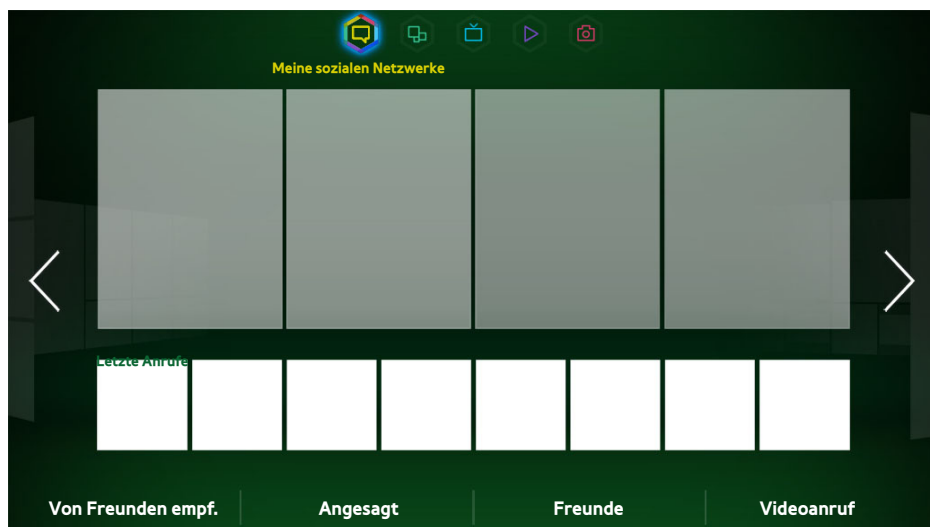 Meine sozialen Netzwerke
Letzte Anrufe
Von Freunden empf.
Angesagt
Freunde
Videoanruf